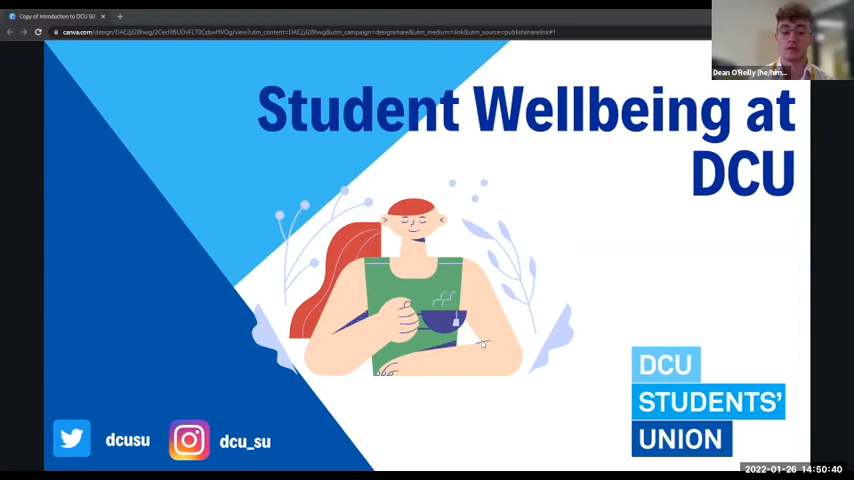 Copy of Introduction to DCU SU
Dean O'Reilly (he/him...
Student Wellbeing at
DCU
DCU
STUDENTS'
UNION
dcusu
dcu_su
2022-01-26 14:50:40